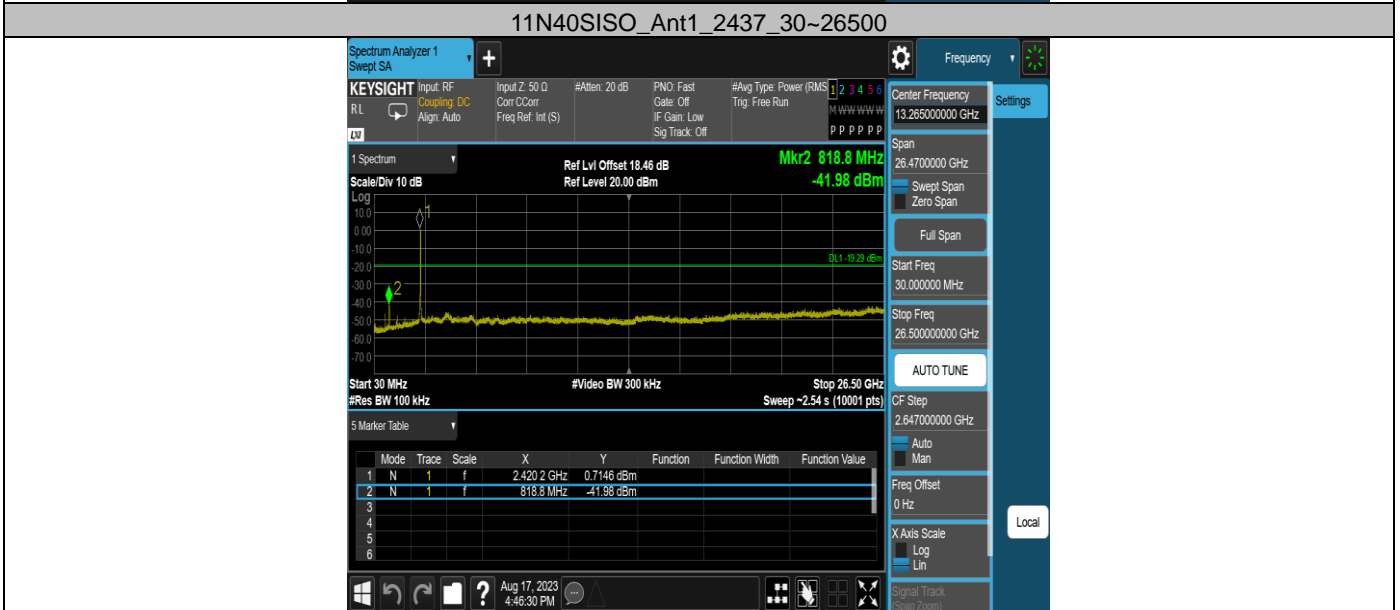 11N40SISO_Ant1_2437_30~26500
Spectrum Analyzer 1
Swept SA
+
Frequency
KEYSIGHT
RL
LXI
Input: RF
Coupling: DC
Align: Auto
Input Z: 50 Ω
Corr CCorr
Freq Ref: Int (S)
#Atten: 20 dB
PNO: Fast
Gate: Off
IF Gain: Low
Sig Track: Off
#Avg Type: Power (RMS
Trig: Free Run
1 2 3 4 5 6
M W W W W W
P P P P P P
Center Frequency
13.265000000 GHz
Settings
Span
26.4700000 GHz
Swept Span
Zero Span
Full Span
Start Freq
30.000000 MHz
Stop Freq
26.500000000 GHz
AUTO TUNE
CF Step
2.647000000 GHz
Auto
Man
Freq Offset
0 Hz
X Axis Scale
Log
Lin
Signal Track
(Span Zoom)
Local
1 Spectrum
Ref Lvl Offset 18.46 dB
Mkr2 818.8 MHz
Scale/Div 10 dB
Ref Level 20.00 dBm
-41.98 dBm
Log
10.0
0.00
-10.0
-20.0
-30.0
-40.0
-50.0
-60.0
-70.0
1
2
DL1 -19.29 dBm
Start 30 MHz
#Video BW 300 kHz
Stop 26.50 GHz
#Res BW 100 kHz
Sweep ~2.54 s (10001 pts)
5 Marker Table
Mode Trace Scale X Y Function Function Width Function Value
1 N 1 f 2.420 2 GHz 0.7146 dBm
2 N 1 f 818.8 MHz -41.98 dBm
3
4
5
6
?
Aug 17, 2023
4:46:30 PM